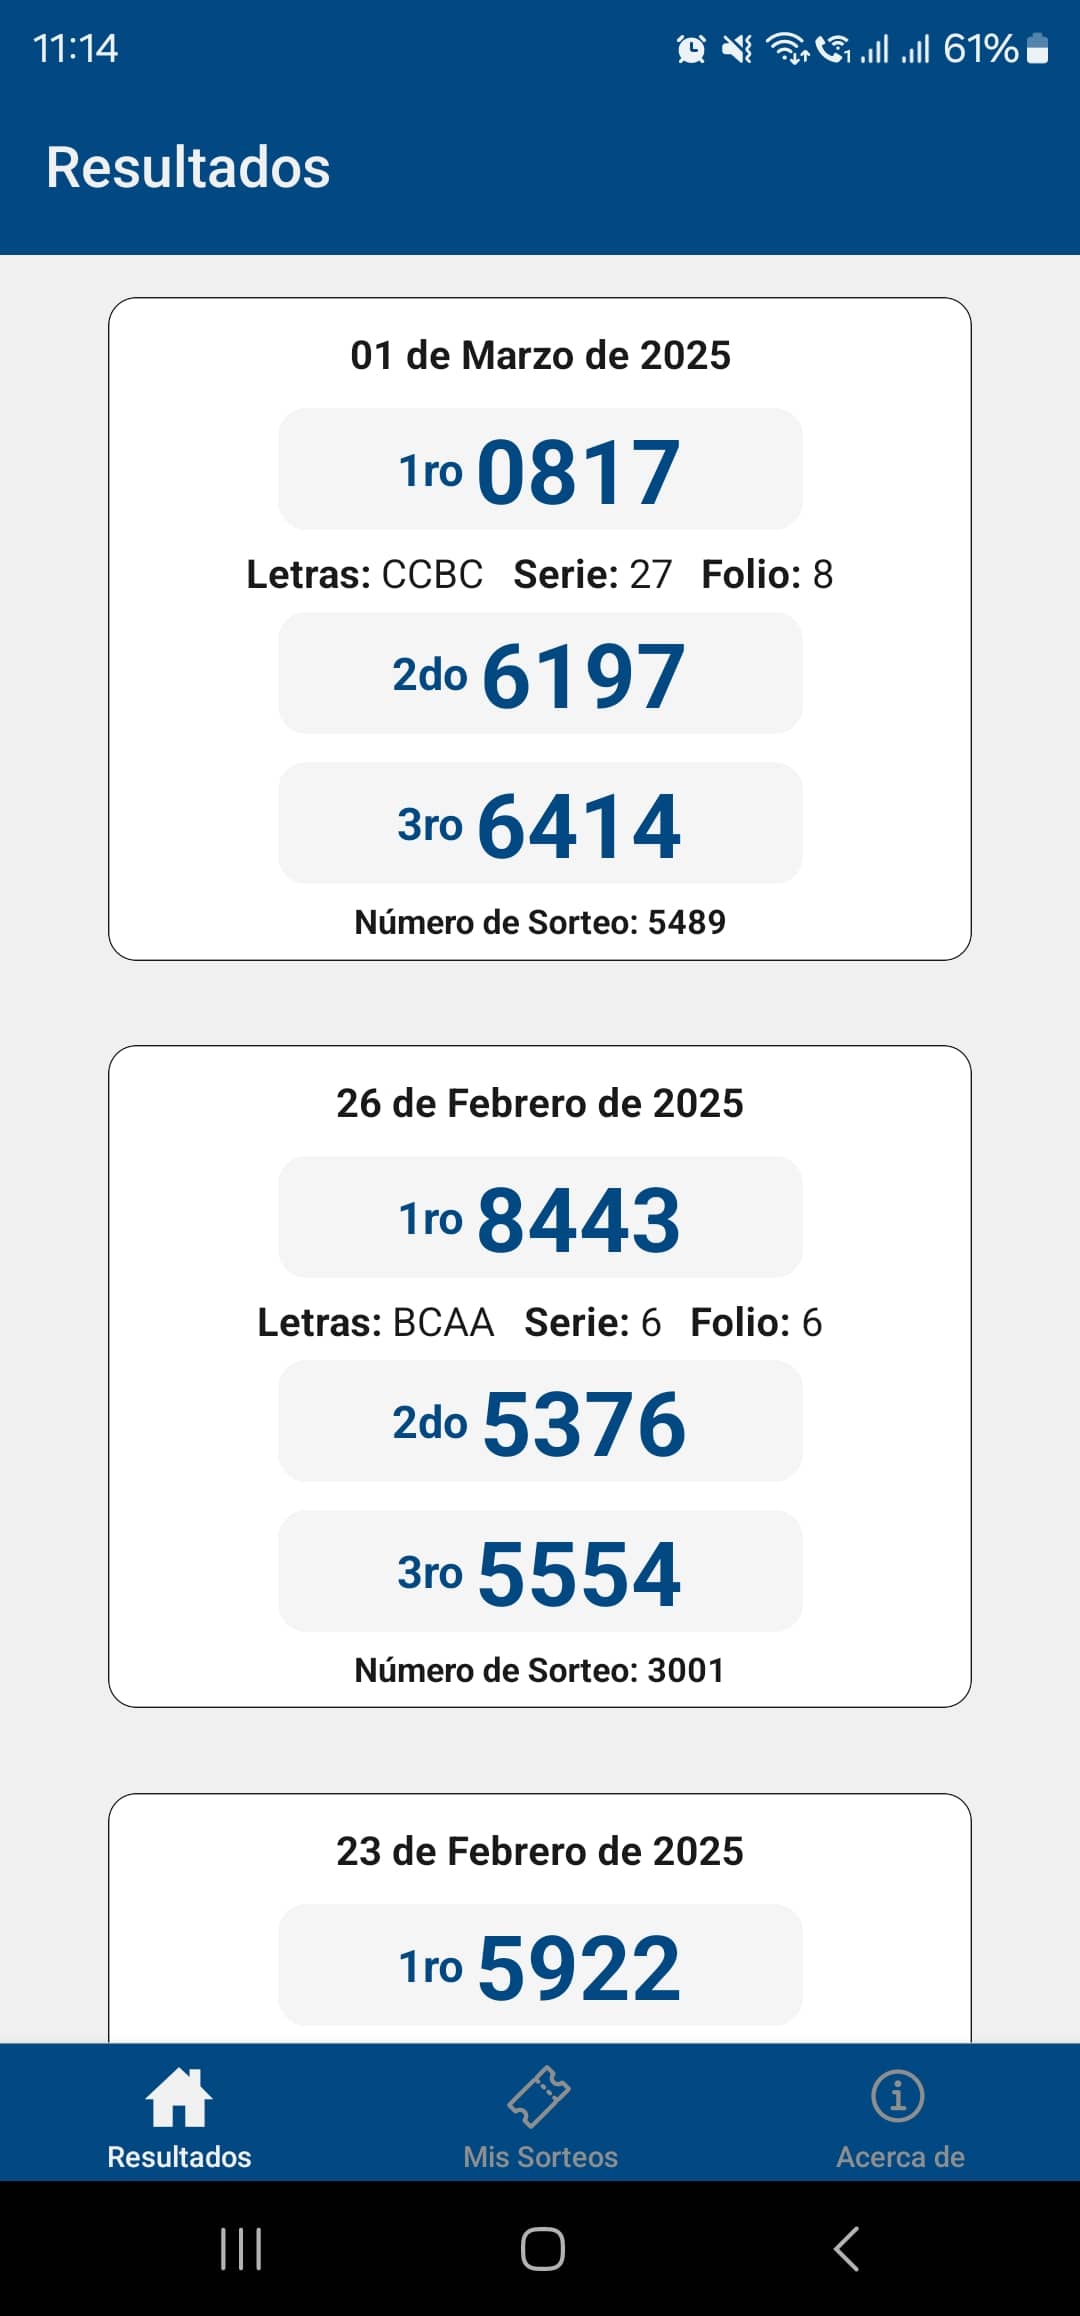 11:14
61%
Resultados
01 de Marzo de 2025
1ro 0817
Letras: CCBC Serie: 27 Folio: 8
2do 6197
3ro 6414
Número de Sorteo: 5489
26 de Febrero de 2025
1ro 8443
Letras: BCAA Serie: 6 Folio: 6
2do 5376
3ro 5554
Número de Sorteo: 3001
23 de Febrero de 2025
1ro 5922
Resultados
Mis Sorteos
Acerca de